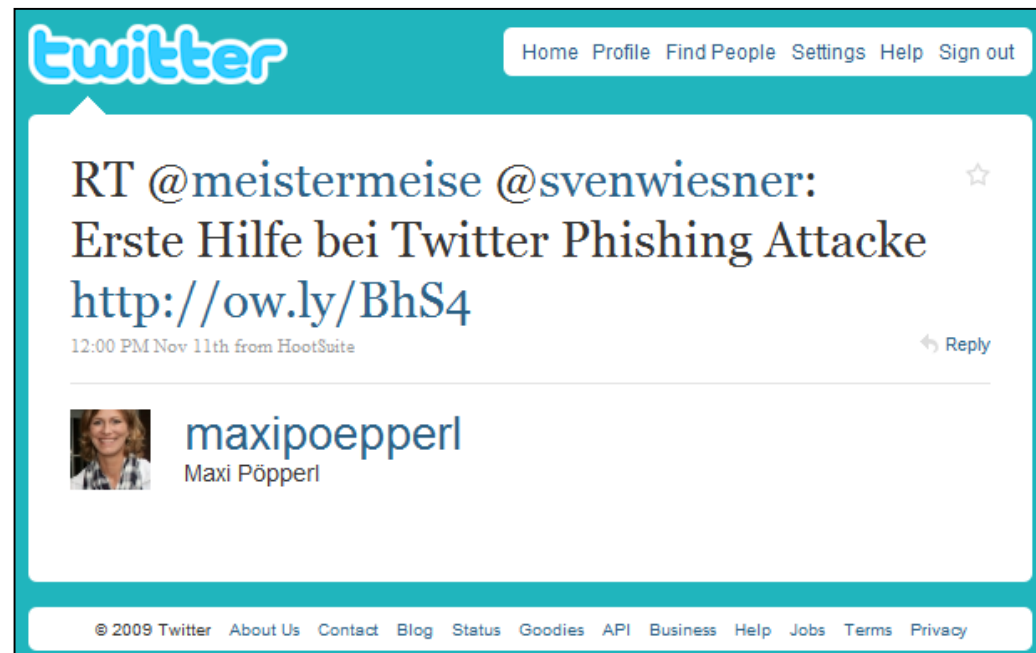 twitter
Home Profile Find People Settings Help Sign out
RT @meistermeise @svenwiesner:
Erste Hilfe bei Twitter Phishing Attacke
http://ow.ly/BhS4
12:00 PM Nov 11th from HootSuite
Reply
maxipoepperl
Maxi Pöpperl
© 2009 Twitter About Us Contact Blog Status Goodies API Business Help Jobs Terms Privacy